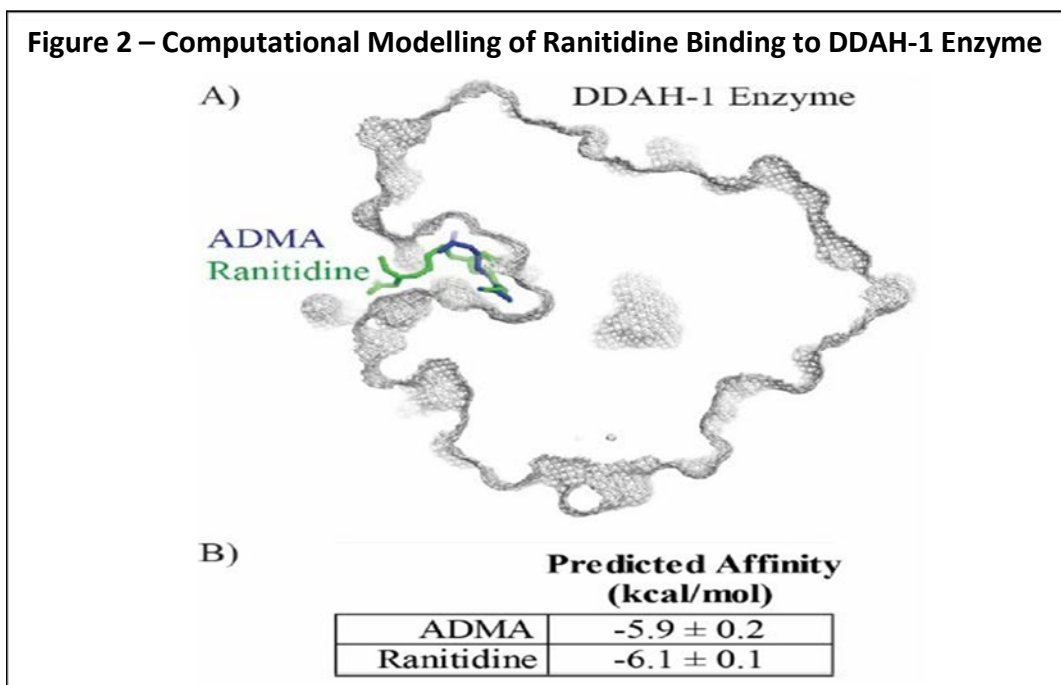 Figure 2 – Computational Modelling of Ranitidine Binding to DDAH-1 Enzyme
A)
DDAH-1 Enzyme
ADMA
Ranitidine
B)
Predicted Affinity
(kcal/mol)
ADMA -5.9 ± 0.2
Ranitidine -6.1 ± 0.1